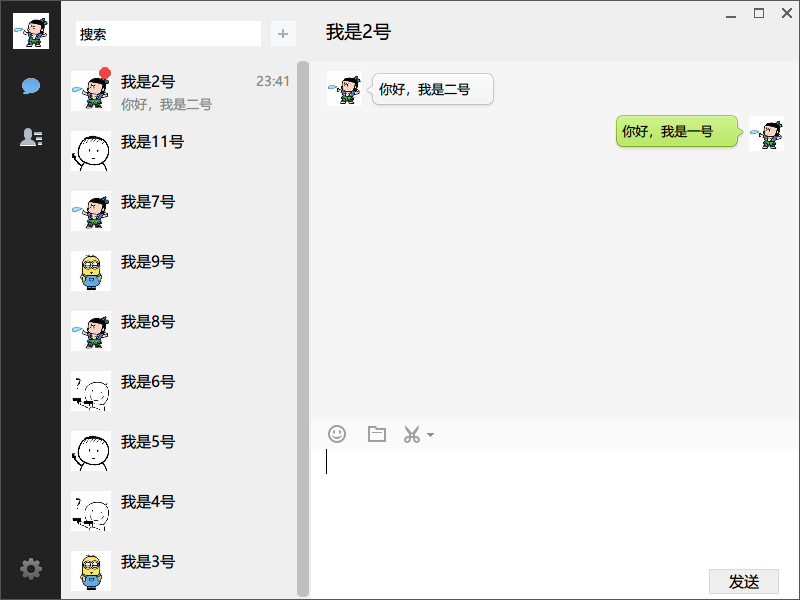 搜索
+
我是2号
23:41
你好，我是二号
我是11号
我是7号
我是9号
我是8号
我是6号
我是5号
我是4号
我是3号
我是2号
你好，我是二号
你好，我是一号
发送